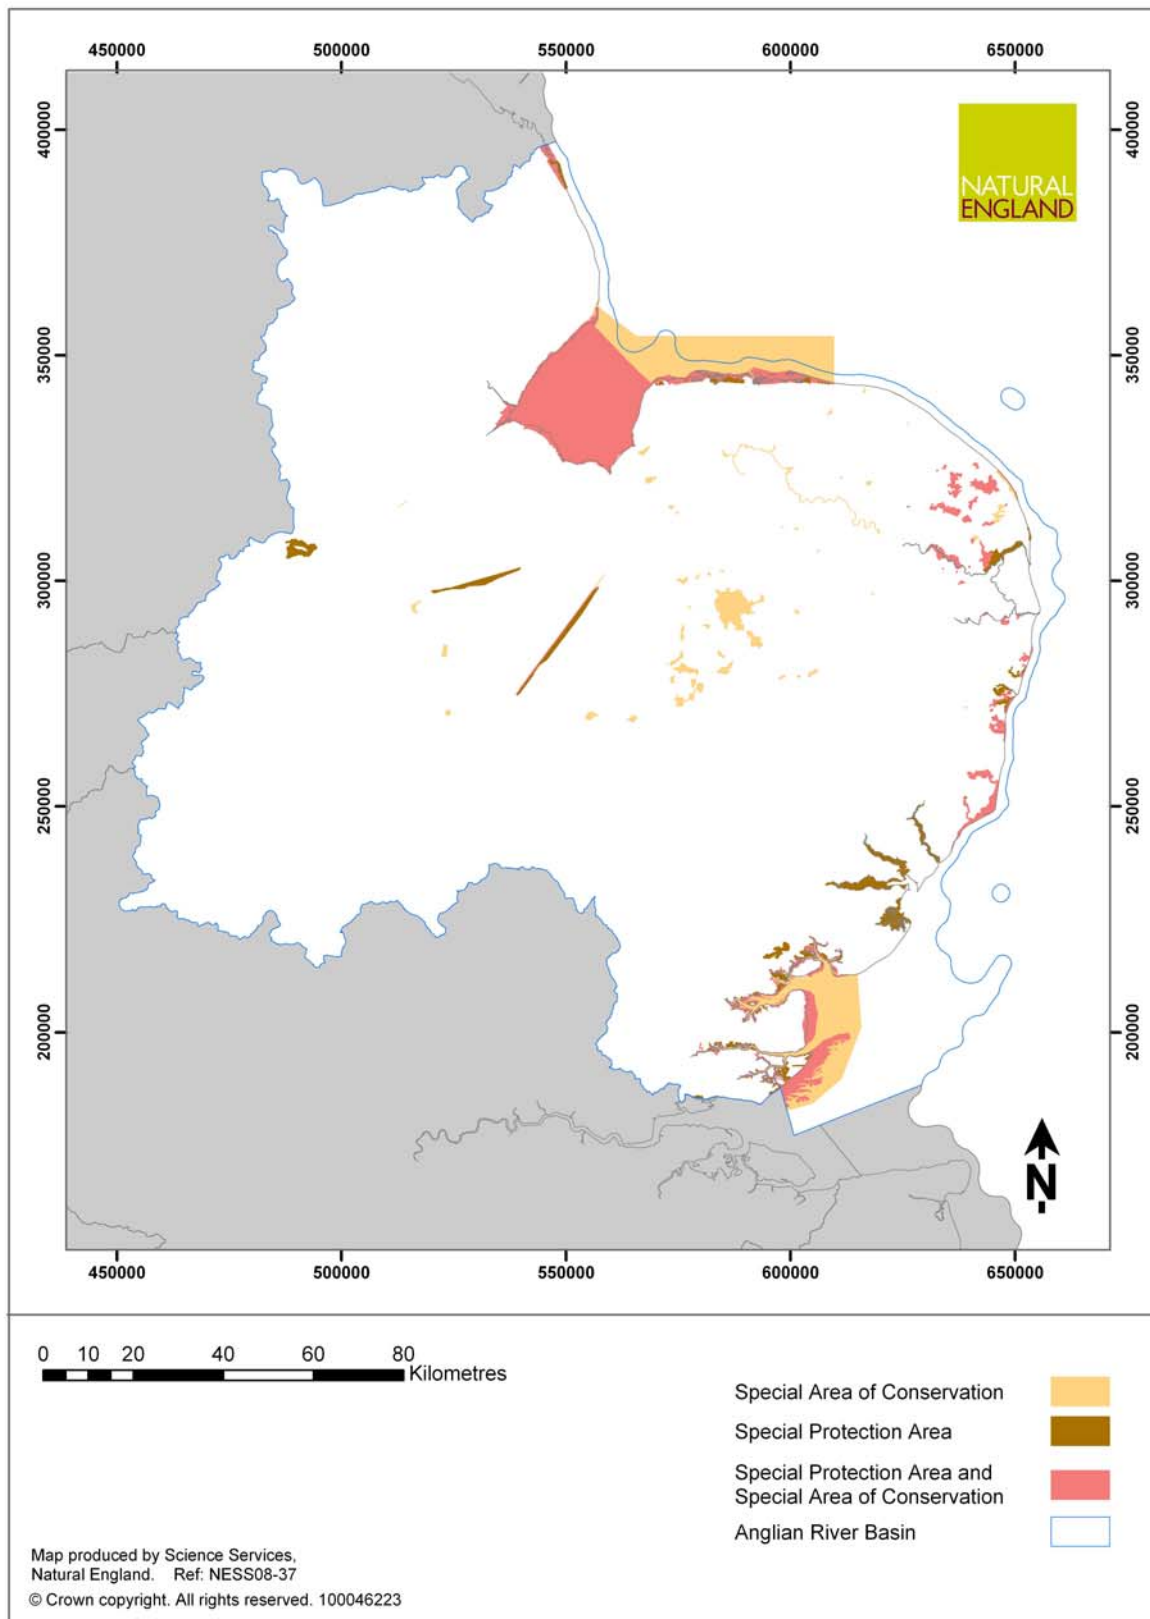 450000 500000 550000 600000 650000
400000 400000
NATURAL
ENGLAND
350000 350000
300000 300000
250000 250000
200000 200000
N
450000 500000 550000 600000 650000
0 10 20 40 60 80
Kilometres
Special Area of Conservation
Special Protection Area
Special Protection Area and
Special Area of Conservation
Anglian River Basin
Map produced by Science Services,
Natural England. Ref: NESS08-37
© Crown copyright. All rights reserved. 100046223